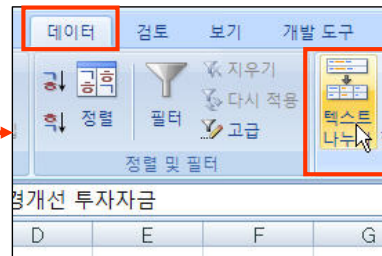 데이터 검토 보기 개발 도구
정렬
필터
지우기
다시 적용
고급
텍스트
나누기
정렬 및 필터
경개선 투자자금
D E F G